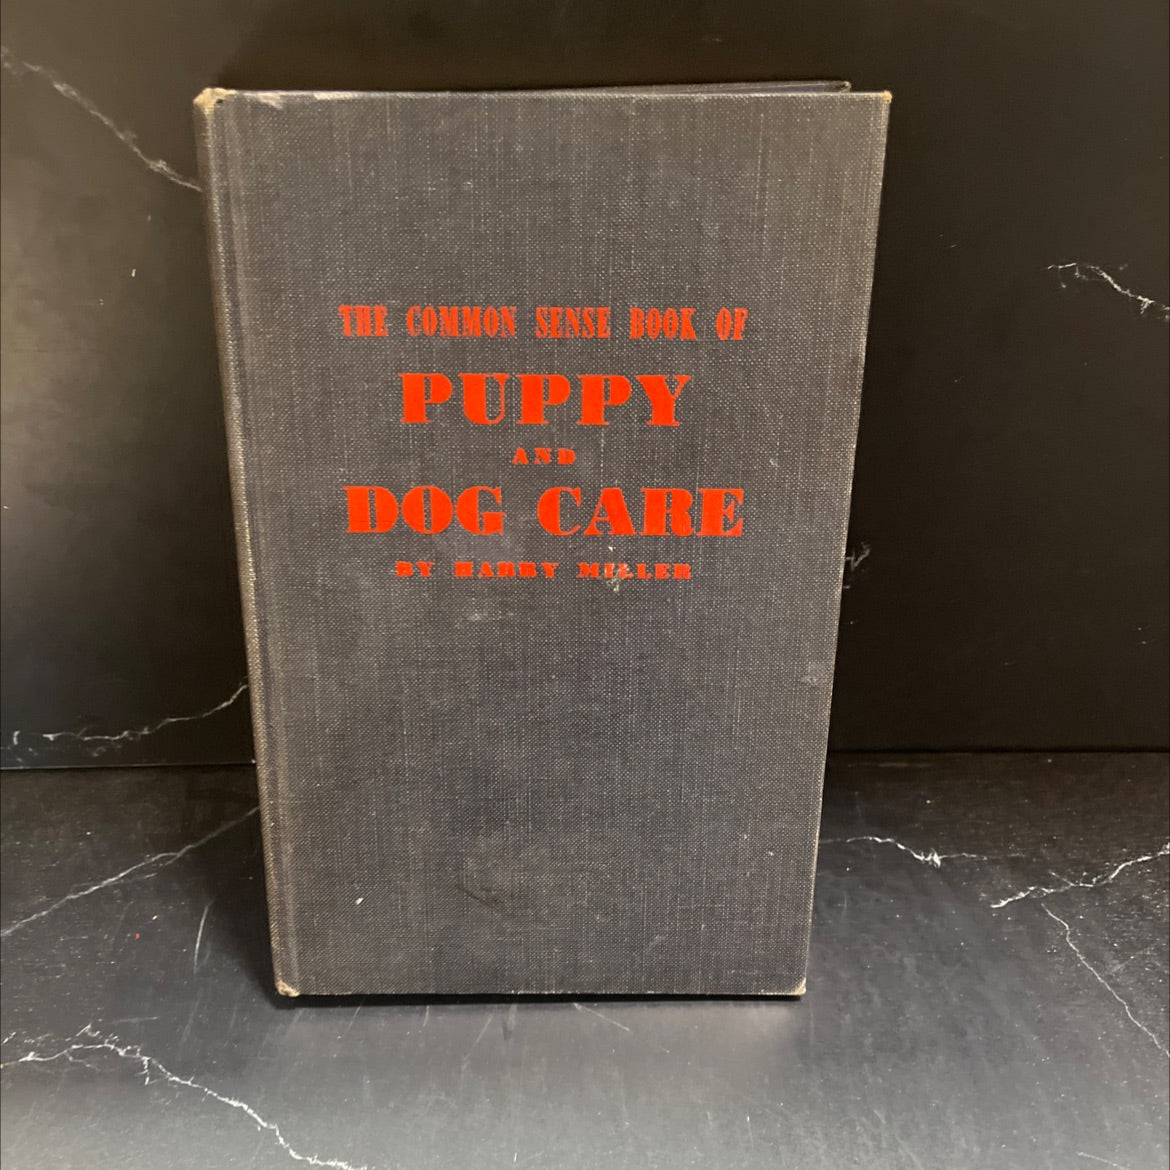 THE COMMON SENSE BOOK OF
PUPPY
AND
DOG CARE
BY HARRY MILLER